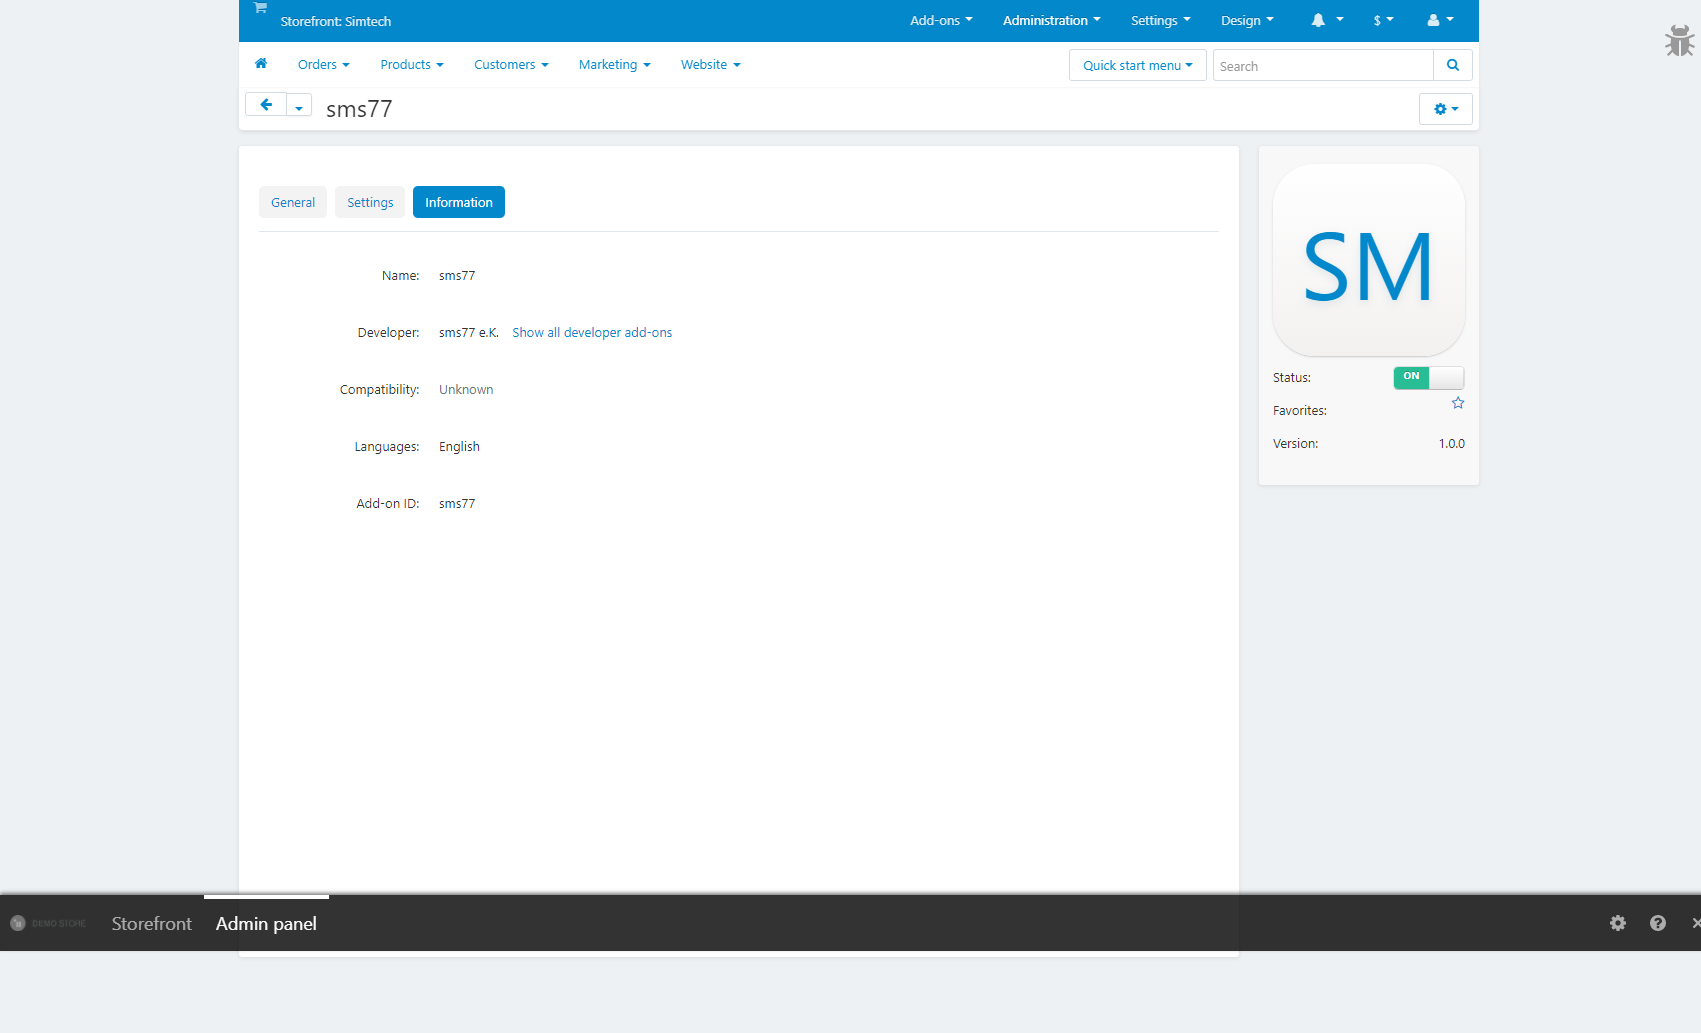 Storefront: Simtech
Add-ons Administration Settings Design $
Orders Products Customers Marketing Website
Quick start menu Search
sms77
General Settings Information
Name: sms77
Developer: sms77 e.K. Show all developer add-ons
Compatibility: Unknown
Languages: English
Add-on ID: sms77
SM
Status: ON
Favorites:
Version: 1.0.0
DEMO STORE Storefront Admin panel